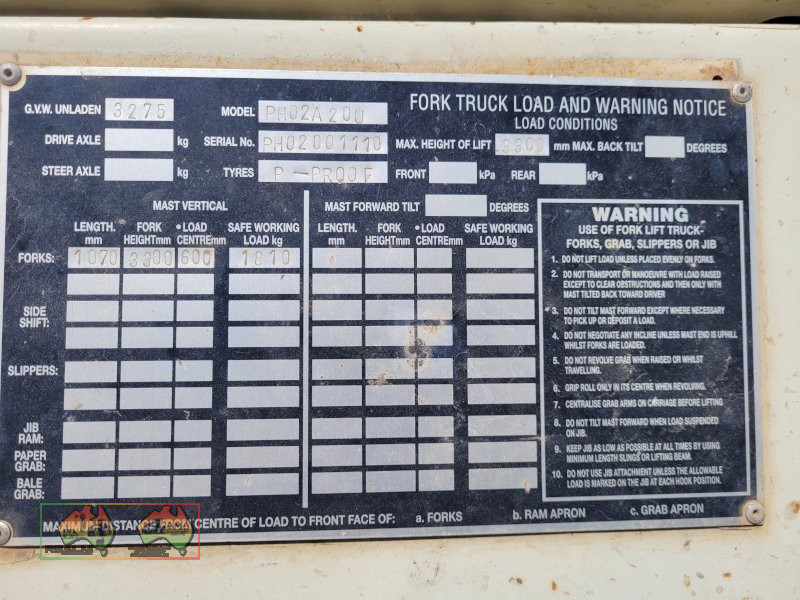 FORK TRUCK LOAD AND WARNING NOTICE
LOAD CONDITIONS
G.V.W. UNLADEN 3275 MODEL PH02A200
DRIVE AXLE kg SERIAL No. PH02001110 MAX. HEIGHT OF LIFT 3300 mm MAX. BACK TILT DEGREES
STEER AXLE kg TYRES P-PROOF FRONT kPa REAR kPa
MAST VERTICAL MAST FORWARD TILT DEGREES
LENGTH. mm FORK HEIGHTmm •LOAD CENTREmm SAFE WORKING LOAD kg LENGTH. mm FORK HEIGHTmm •LOAD CENTREmm SAFE WORKING LOAD kg
FORKS: 1070 3300 600 1810
SIDE
SHIFT:
SLIPPERS:
JIB
RAM:
PAPER
GRAB:
BALE
GRAB:
WARNING
USE OF FORK LIFT TRUCK-
FORKS, GRAB, SLIPPERS OR JIB
1. DO NOT LIFT LOAD UNLESS PLACED EVENLY ON FORKS.
2. DO NOT TRANSPORT OR MANOEUVRE WITH LOAD RAISED
EXCEPT TO CLEAR OBSTRUCTIONS AND THEN ONLY WITH
MAST TILTED BACK TOWARD DRIVER
3. DO NOT TILT MAST FORWARD EXCEPT WHERE NECESSARY
TO PICK UP OR DEPOSIT A LOAD.
4. DO NOT NEGOTIATE ANY INCLINE UNLESS MAST END IS UPHILL
WHILST FORKS ARE LOADED.
5. DO NOT REVOLVE GRAB WHEN RAISED OR WHILST
TRAVELLING.
6. GRIP ROLL ONLY IN ITS CENTRE WHEN REVOLVING.
7. CENTRALISE GRAB ARMS ON CARRIAGE BEFORE LIFTING
8. DO NOT TILT MAST FORWARD WHEN LOAD SUSPENDED
ON JIB.
9. KEEP JIB AS LOW AS POSSIBLE AT ALL TIMES BY USING
MINIMUM LENGTH SLINGS OR LIFTING BEAM.
10. DO NOT USE JIB ATTACHMENT UNLESS THE ALLOWABLE
LOAD IS MARKED ON THE JIB AT EACH HOOK POSITION.
MAXIMUM DISTANCE FROM CENTRE OF LOAD TO FRONT FACE OF: a. FORKS b. RAM APRON c. GRAB APRON